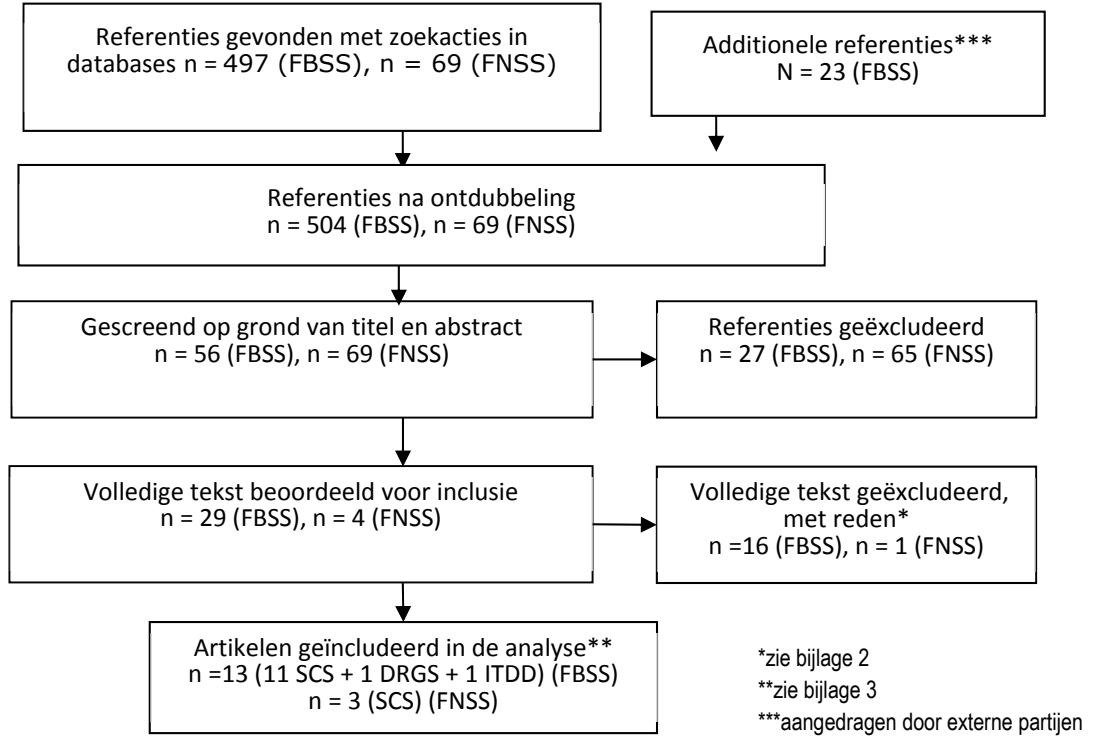 Referenties gevonden met zoekacties in
databases n = 497 (FBSS), n = 69 (FNSS)
Additionele referenties***
N = 23 (FBSS)
Referenties na ontdubbeling
n = 504 (FBSS), n = 69 (FNSS)
Gescreend op grond van titel en abstract
n = 56 (FBSS), n = 69 (FNSS)
Referenties geëxcludeerd
n = 27 (FBSS), n = 65 (FNSS)
Volledige tekst beoordeeld voor inclusie
n = 29 (FBSS), n = 4 (FNSS)
Volledige tekst geëxcludeerd,
met reden*
n =16 (FBSS), n = 1 (FNSS)
Artikelen geïncludeerd in de analyse**
n =13 (11 SCS + 1 DRGS + 1 ITDD) (FBSS)
n = 3 (SCS) (FNSS)
*zie bijlage 2
**zie bijlage 3
***aangedragen door externe partijen